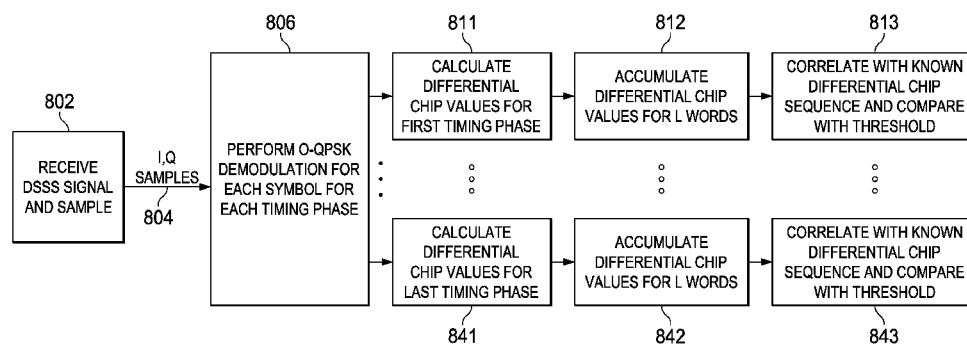 806
811
812
813
802
CALCULATE
DIFFERENTIAL
CHIP VALUES FOR
FIRST TIMING PHASE
ACCUMULATE
DIFFERENTIAL CHIP
VALUES FOR L WORDS
CORRELATE WITH KNOWN
DIFFERENTIAL CHIP
SEQUENCE AND COMPARE
WITH THRESHOLD
RECEIVE
DSSS SIGNAL
AND SAMPLE
I,Q
SAMPLES
804
PERFORM O-QPSK
DEMODULATION FOR
EACH SYMBOL FOR
EACH TIMING PHASE
CALCULATE
DIFFERENTIAL
CHIP VALUES FOR
LAST TIMING PHASE
ACCUMULATE
DIFFERENTIAL CHIP
VALUES FOR L WORDS
CORRELATE WITH KNOWN
DIFFERENTIAL CHIP
SEQUENCE AND COMPARE
WITH THRESHOLD
841
842
843